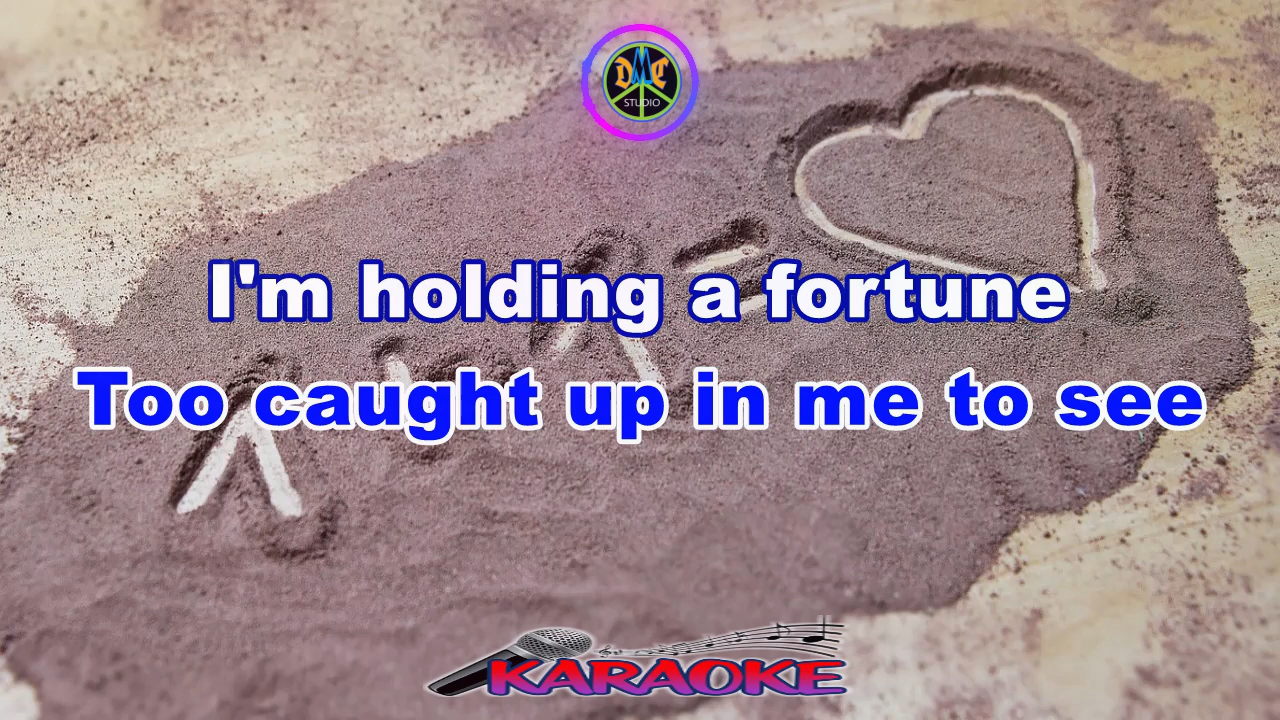 DMC
STUDIO
I'm holding a fortune
Too caught up in me to see
KARAOKE